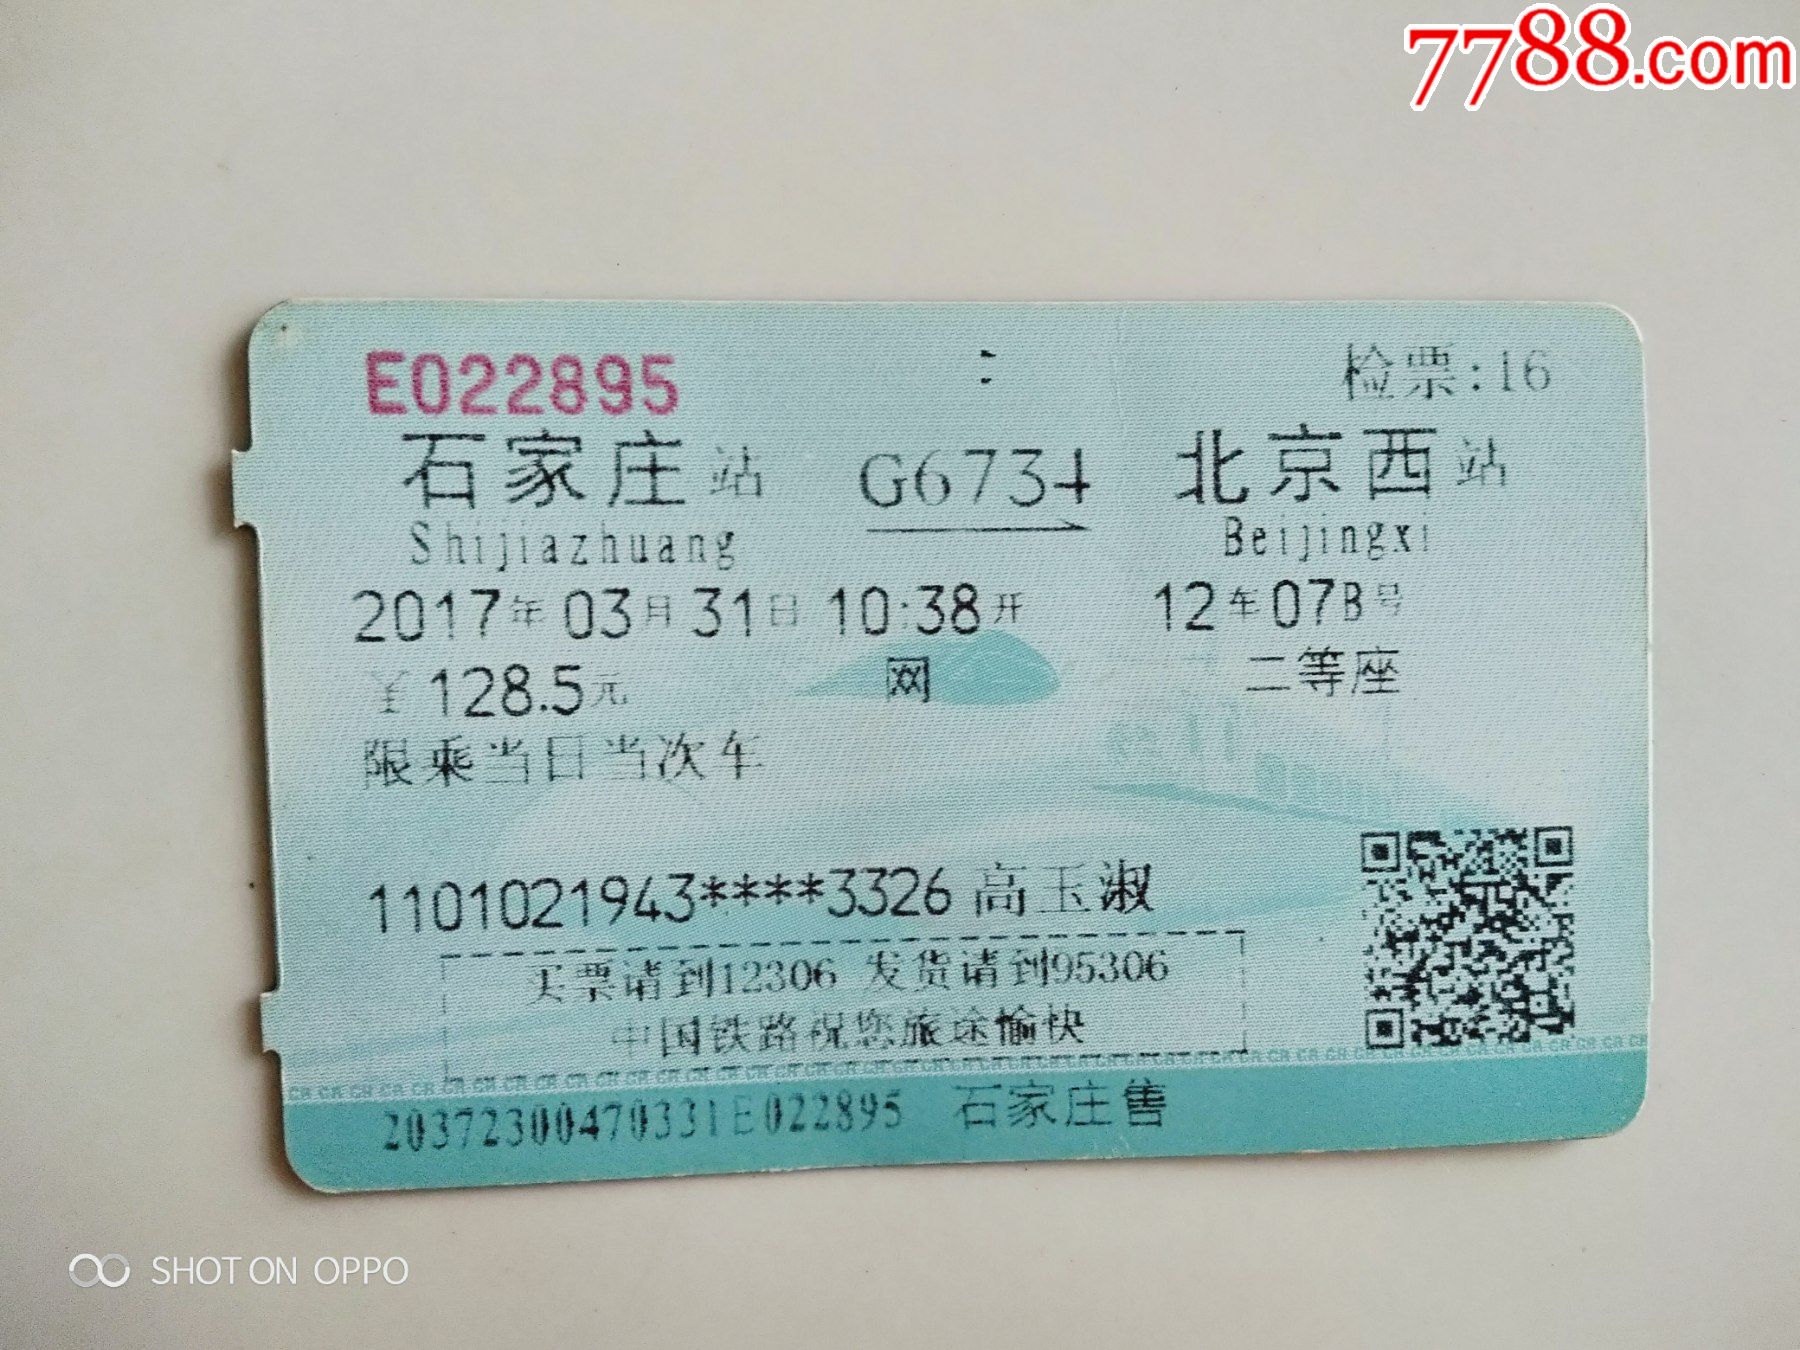 7788.com
E022895
检票:16
石家庄站 G6734 北京西站
Shijiazhuang Beijingxi
2017年03月31日10:38开 12车07B号
￥128.5元 网 二等座
限乘当日当次车
1101021943****3326 高玉淑
买票请到12306 发货请到95306
中国铁路祝您旅途愉快
20372300470331E022895 石家庄售
SHOT ON OPPO